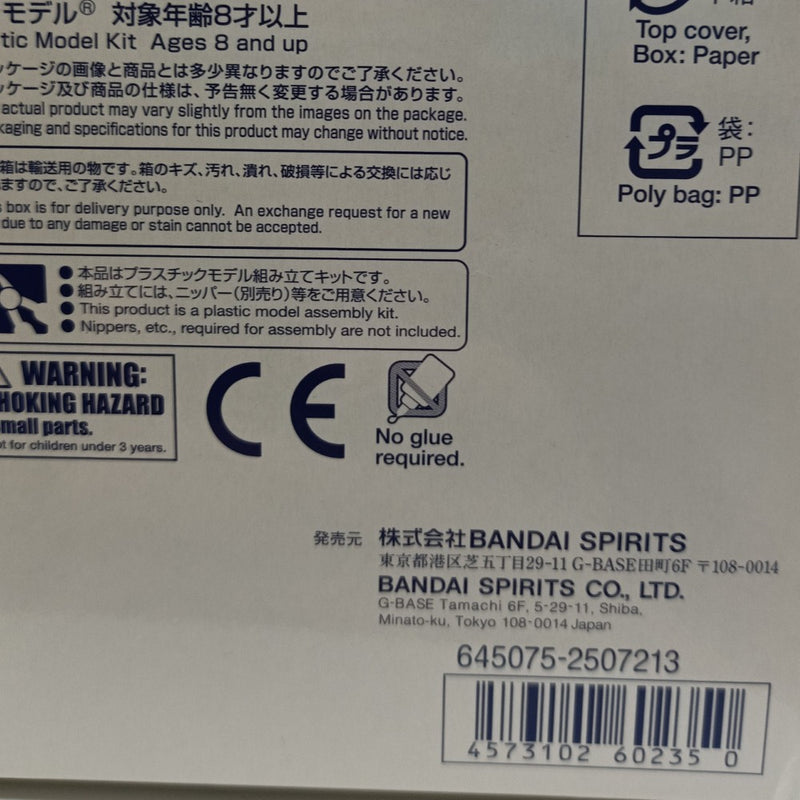 モデル® 対象年齢8才以上
tic Model Kit Ages 8 and up
ッケージの画像と商品とは多少異なりますのでご了承ください。
ッケージ及び商品の仕様は、予告無く変更する場合があります。
actual product may vary slightly from the images on the package.
kaging and specifications for this product may change without notice.
箱は輸送用の物です。箱のキズ、汚れ、潰れ、破損等による交換には応じ
ますので、ご了承ください。
s box is for delivery purpose only. An exchange request for a new
due to any damage or stain cannot be accepted.
●本品はプラスチックモデル組み立てキットです。
●組み立てには、ニッパー(別売り)等をご用意ください。
●This product is a plastic model assembly kit.
●Nippers, etc., required for assembly are not included.
WARNING:
HOKING HAZARD
mall parts.
ot for children under 3 years.
CE
No glue
required.
Top cover,
Box: Paper
プラ
袋:
PP
Poly bag: PP
発売元 株式会社BANDAI SPIRITS
東京都港区芝五丁目29-11 G-BASE田町6F 〒108-0014
BANDAI SPIRITS CO., LTD.
G-BASE Tamachi 6F, 5-29-11, Shiba,
Minato-ku, Tokyo 108-0014 Japan
645075-2507213
4573102 60235 0